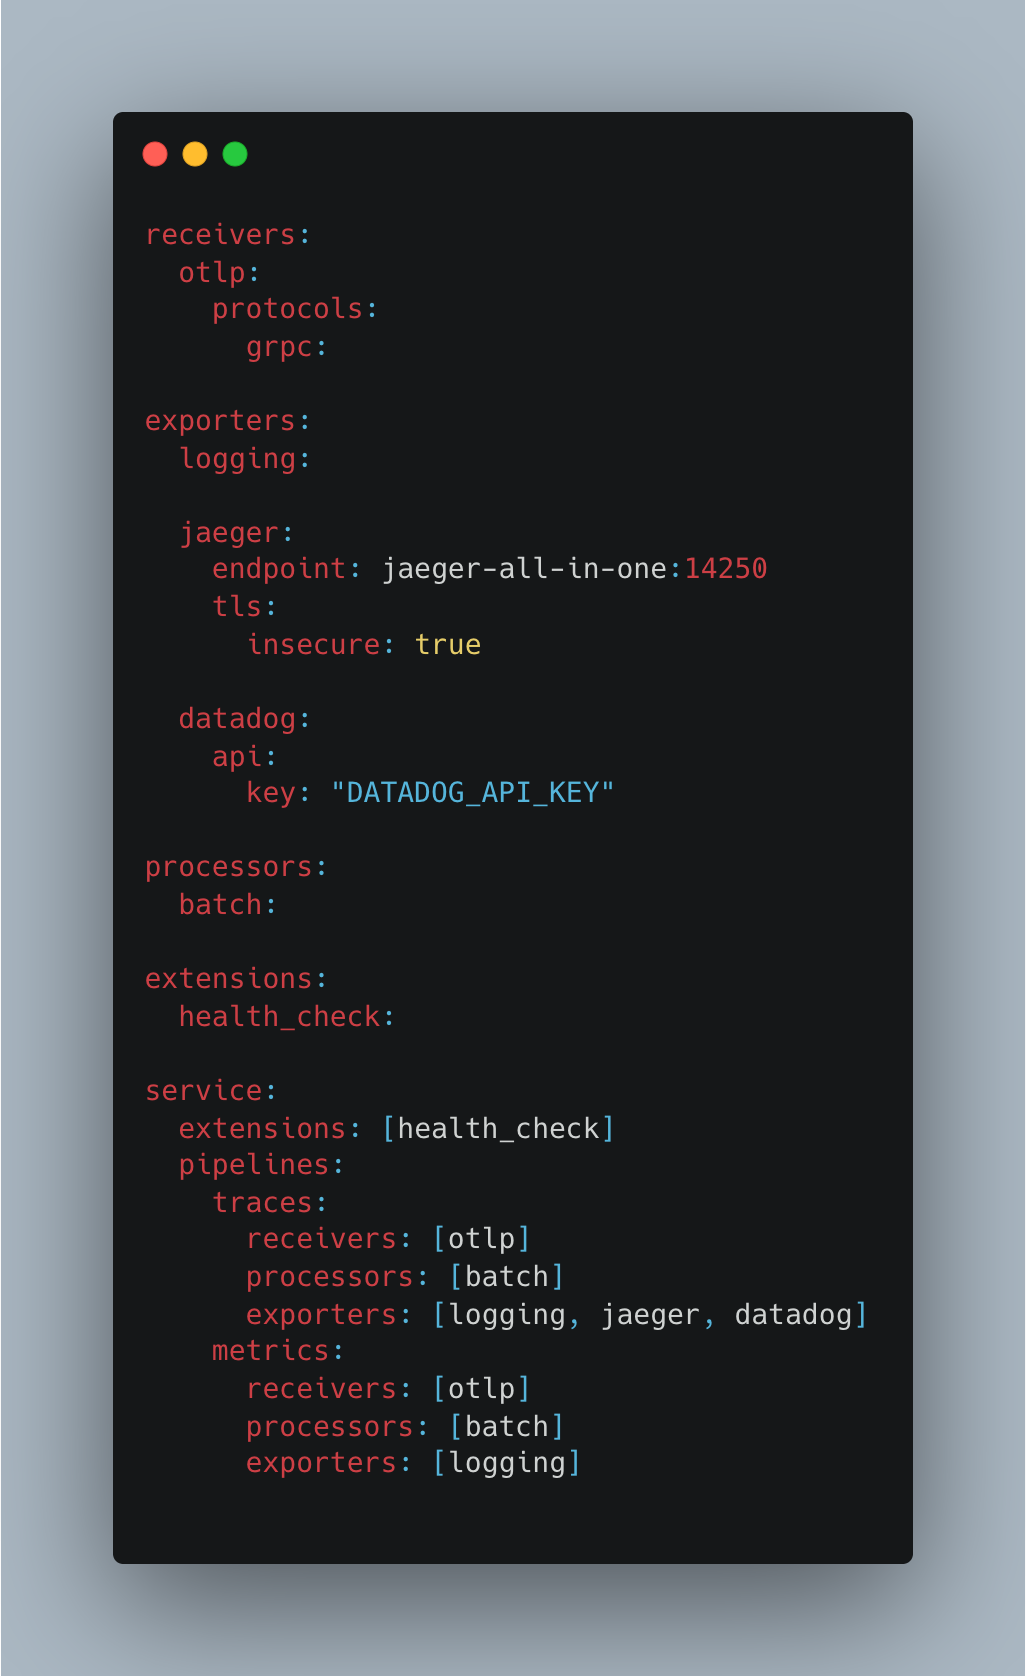 receivers:
  otlp:
    protocols:
      grpc:

exporters:
  logging:

  jaeger:
    endpoint: jaeger-all-in-one:14250
    tls:
      insecure: true

  datadog:
    api:
      key: "DATADOG_API_KEY"

processors:
  batch:

extensions:
  health_check:

service:
  extensions: [health_check]
  pipelines:
    traces:
      receivers: [otlp]
      processors: [batch]
      exporters: [logging, jaeger, datadog]
    metrics:
      receivers: [otlp]
      processors: [batch]
      exporters: [logging]